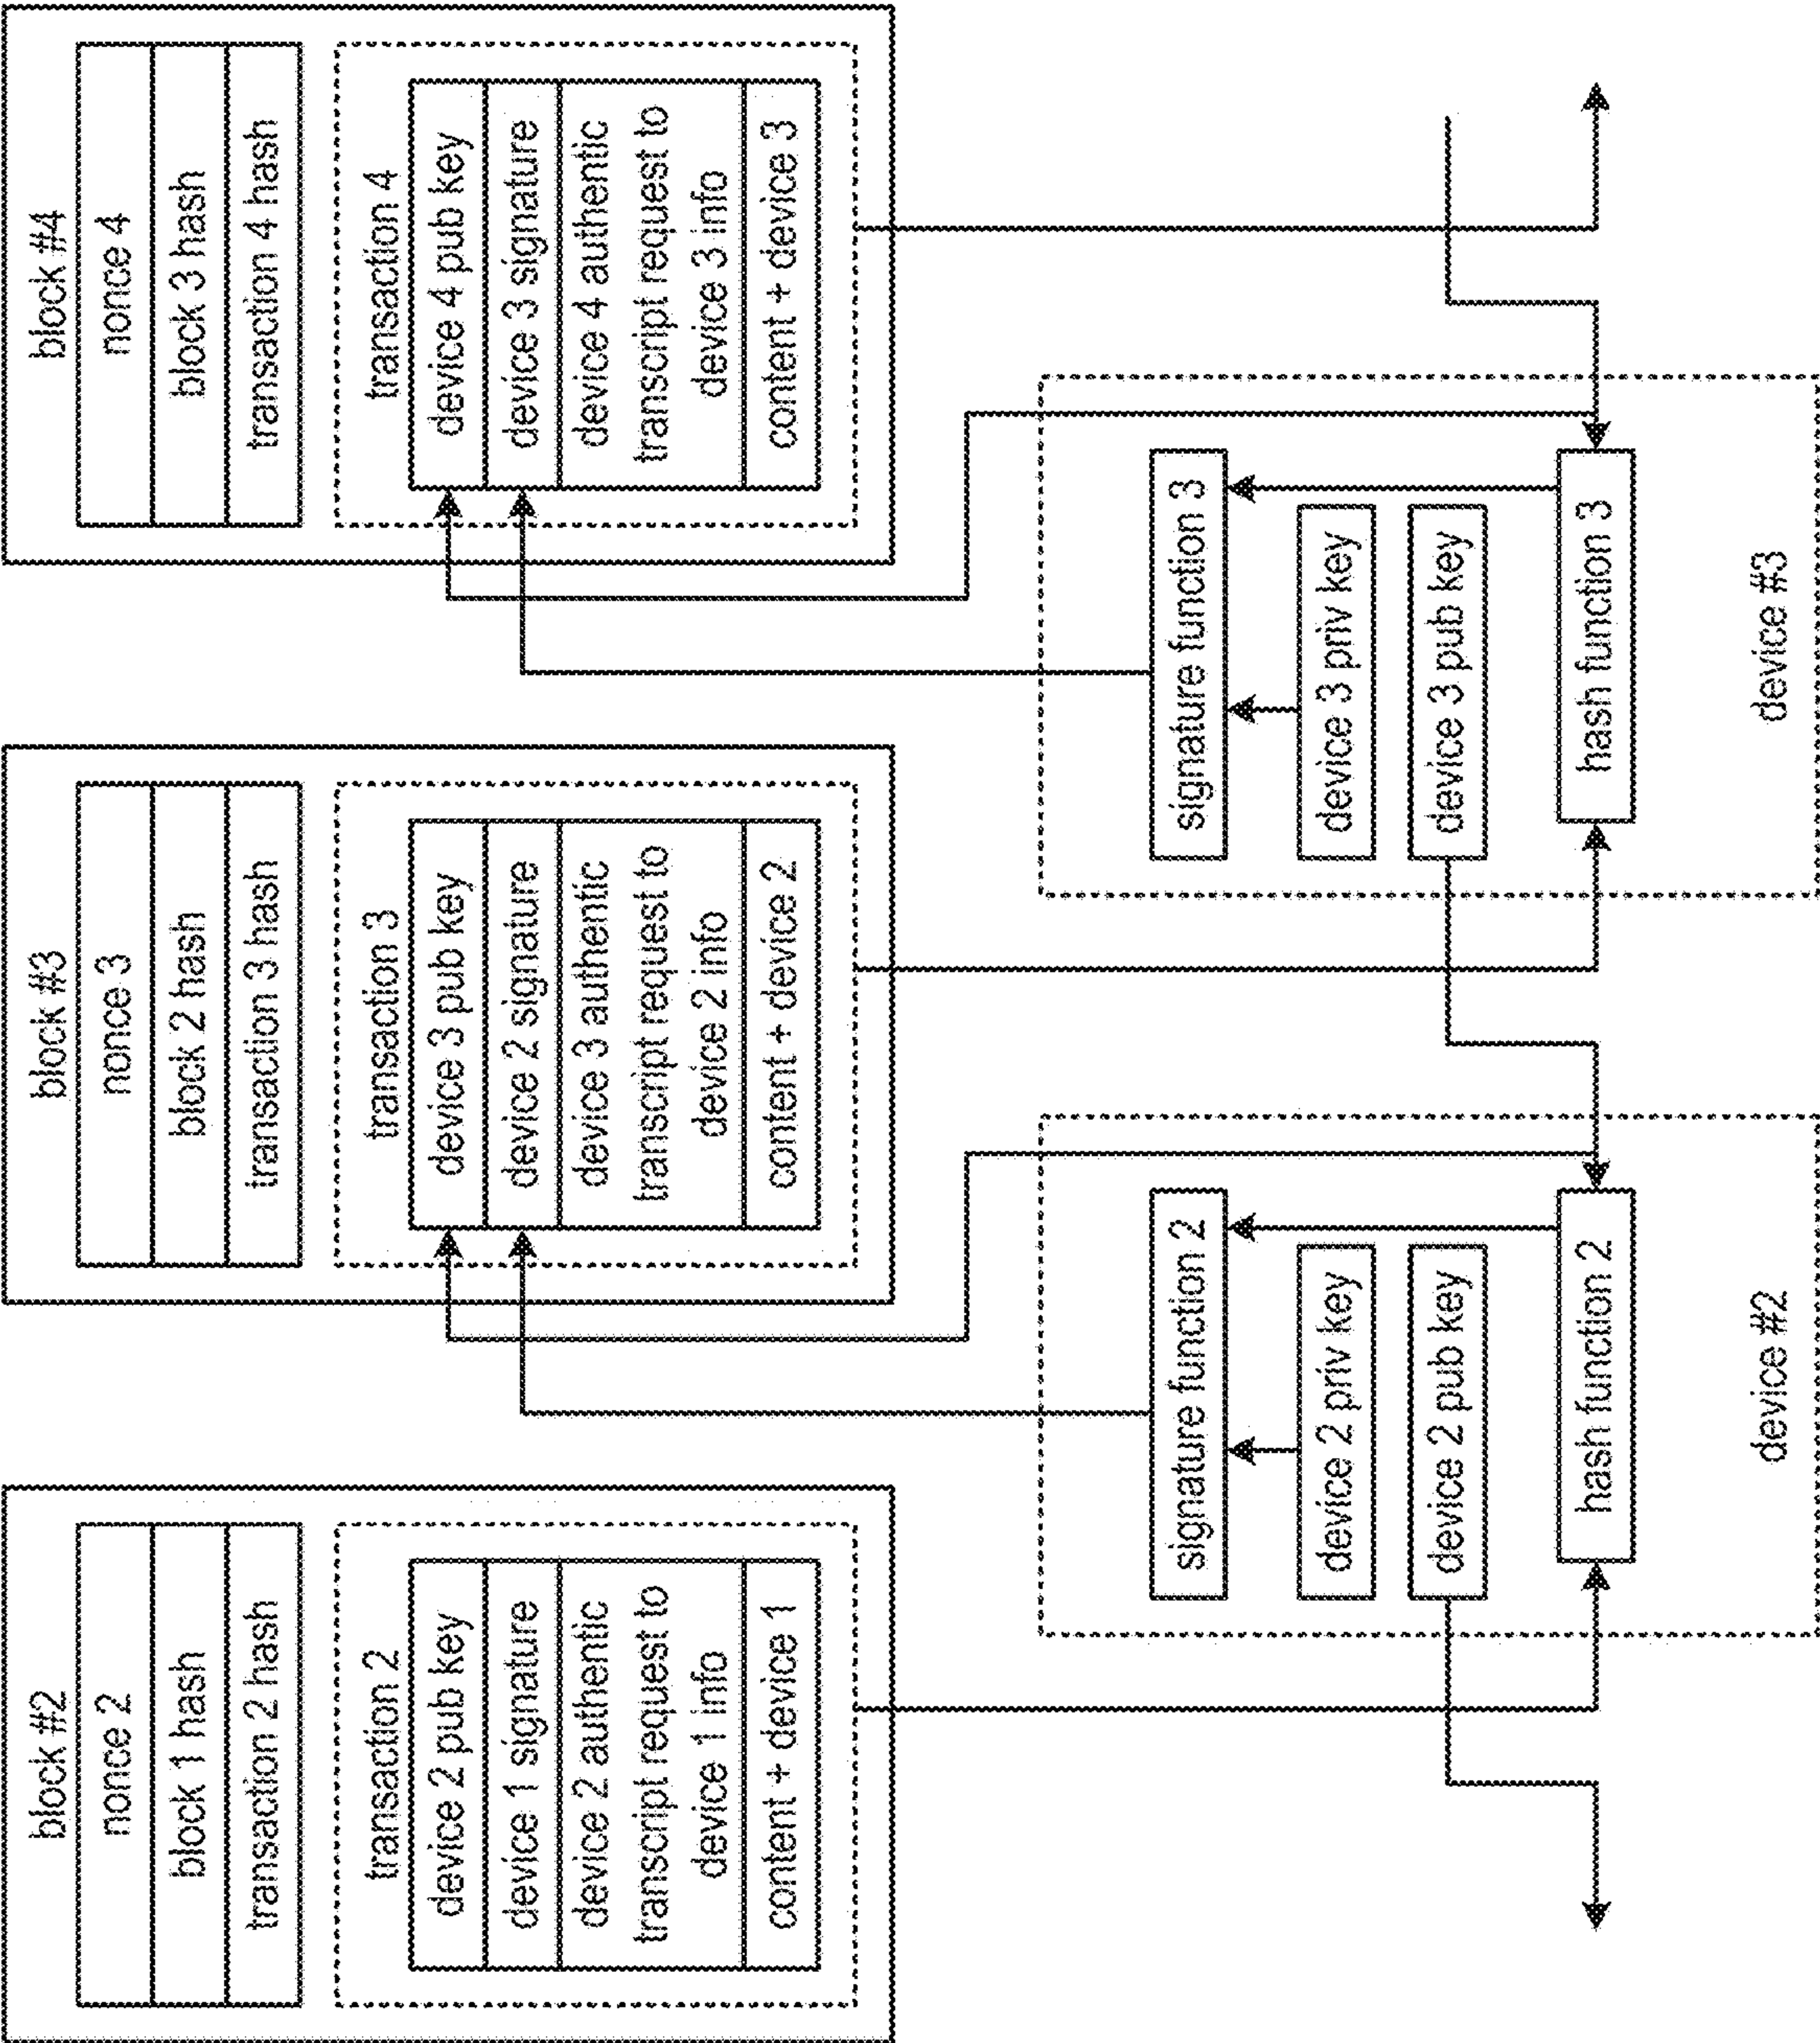 block #2
nonce 2
block 1 hash
transaction 2 hash
transaction 2
device 2 pub key
device 1 signature
device 2 authentic
transcript request to
device 1 info
content + device 1
block #3
nonce 3
block 2 hash
transaction 3 hash
transaction 3
device 3 pub key
device 2 signature
device 3 authentic
transcript request to
device 2 info
content + device 2
block #4
nonce 4
block 3 hash
transaction 4 hash
transaction 4
device 4 pub key
device 3 signature
device 4 authentic
transcript request to
device 3 info
content + device 3
signature function 2
device 2 priv key
device 2 pub key
hash function 2
device #2
signature function 3
device 3 priv key
device 3 pub key
hash function 3
device #3